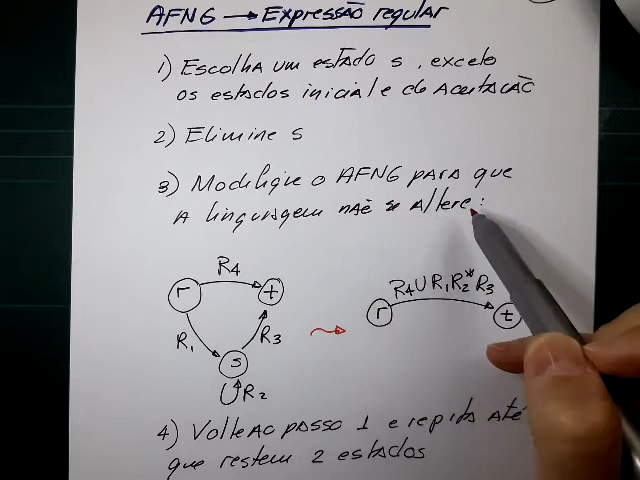 AFNG → Expressão regular
1) Escolha um estado s, exceto
os estados inicial e de aceitação
2) Elimine s
3) Modifique o AFNG para que
a linguagem não se altere:
R4
r
t
R1
R3
s
R2
R4 U R1 R2* R3
r
t
4) Volte ao passo 1 e repita até
que restem 2 estados